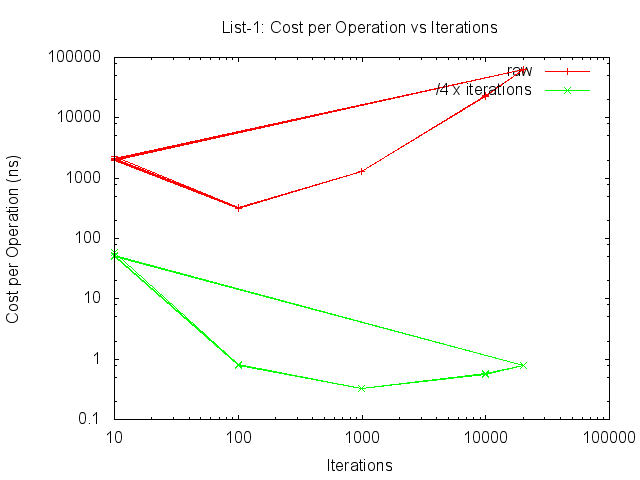 List-1: Cost per Operation vs Iterations
100000
10000
1000
100
10
1
0.1
Cost per Operation (ns)
raw
/4 x iterations
10 100 1000 10000 100000
Iterations